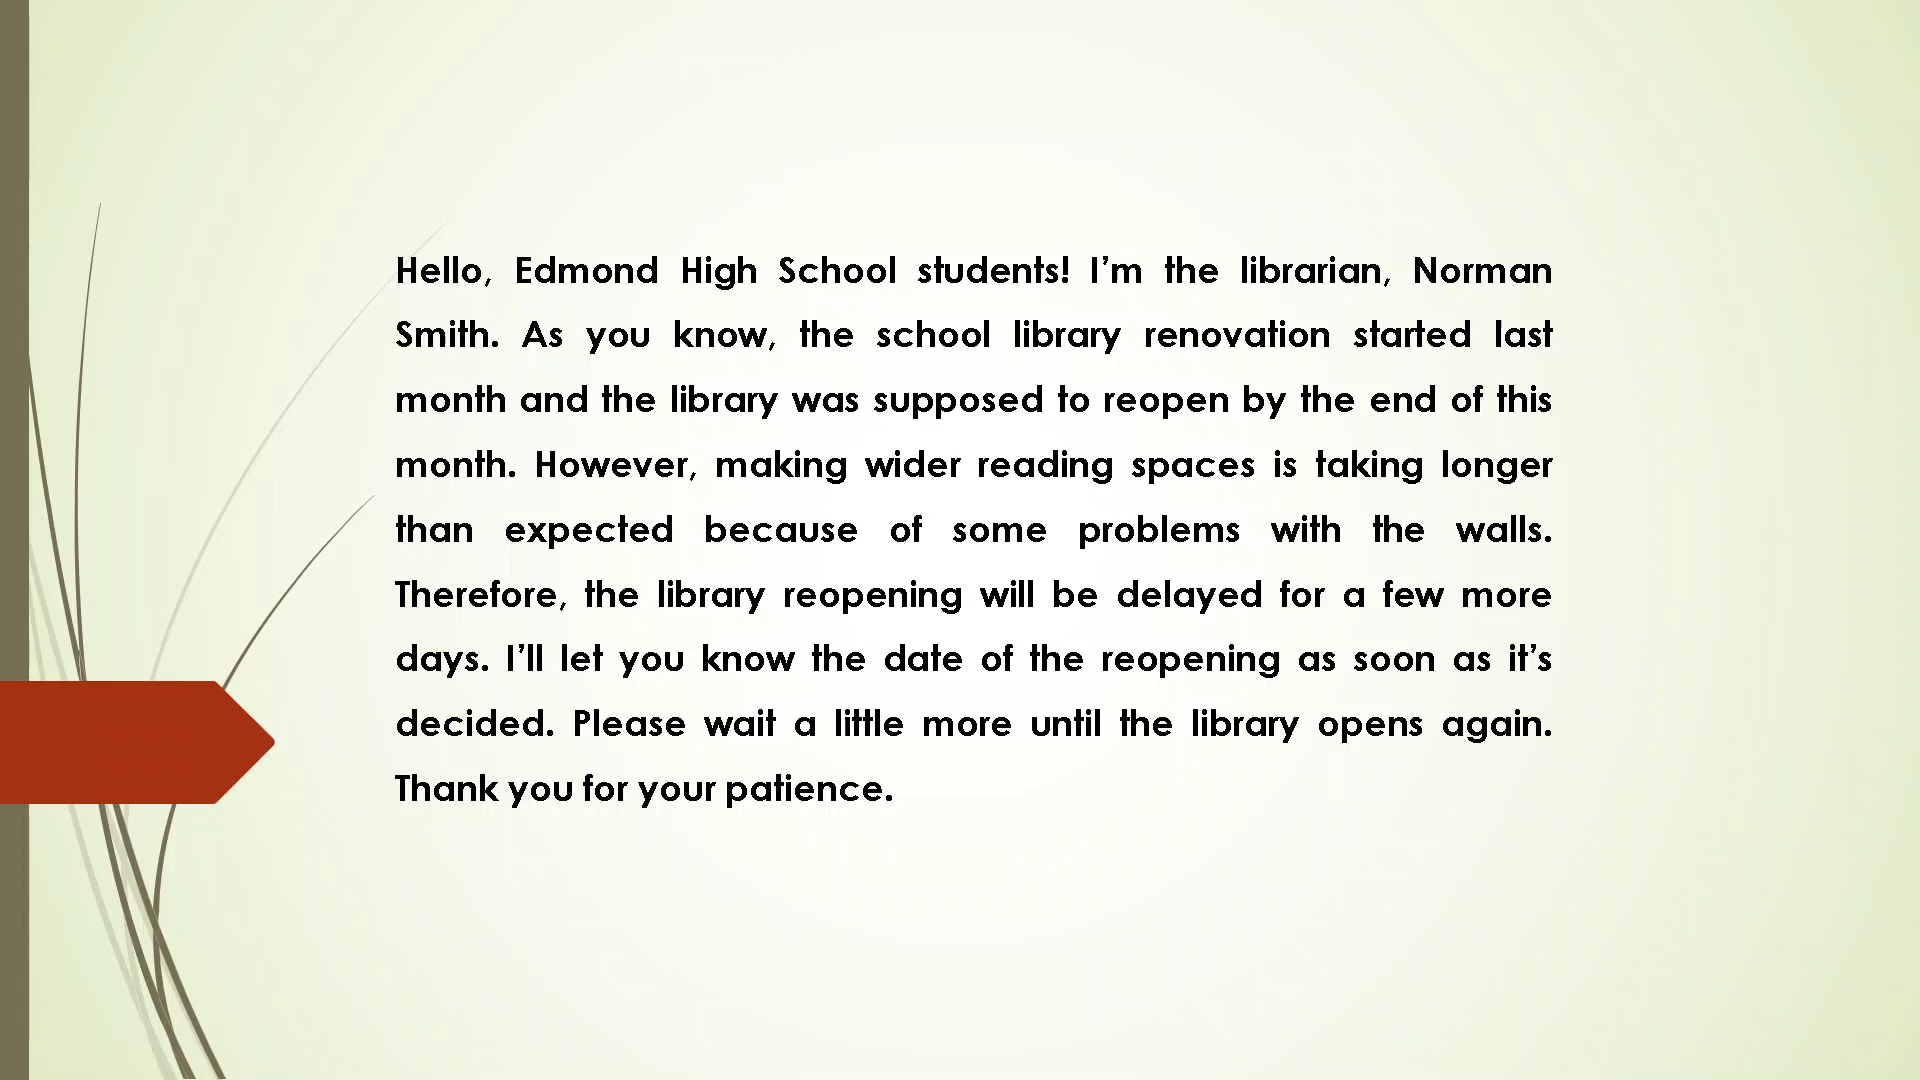 Hello, Edmond High School students! I’m the librarian, Norman
Smith. As you know, the school library renovation started last
month and the library was supposed to reopen by the end of this
month. However, making wider reading spaces is taking longer
than expected because of some problems with the walls.
Therefore, the library reopening will be delayed for a few more
days. I’ll let you know the date of the reopening as soon as it’s
decided. Please wait a little more until the library opens again.
Thank you for your patience.